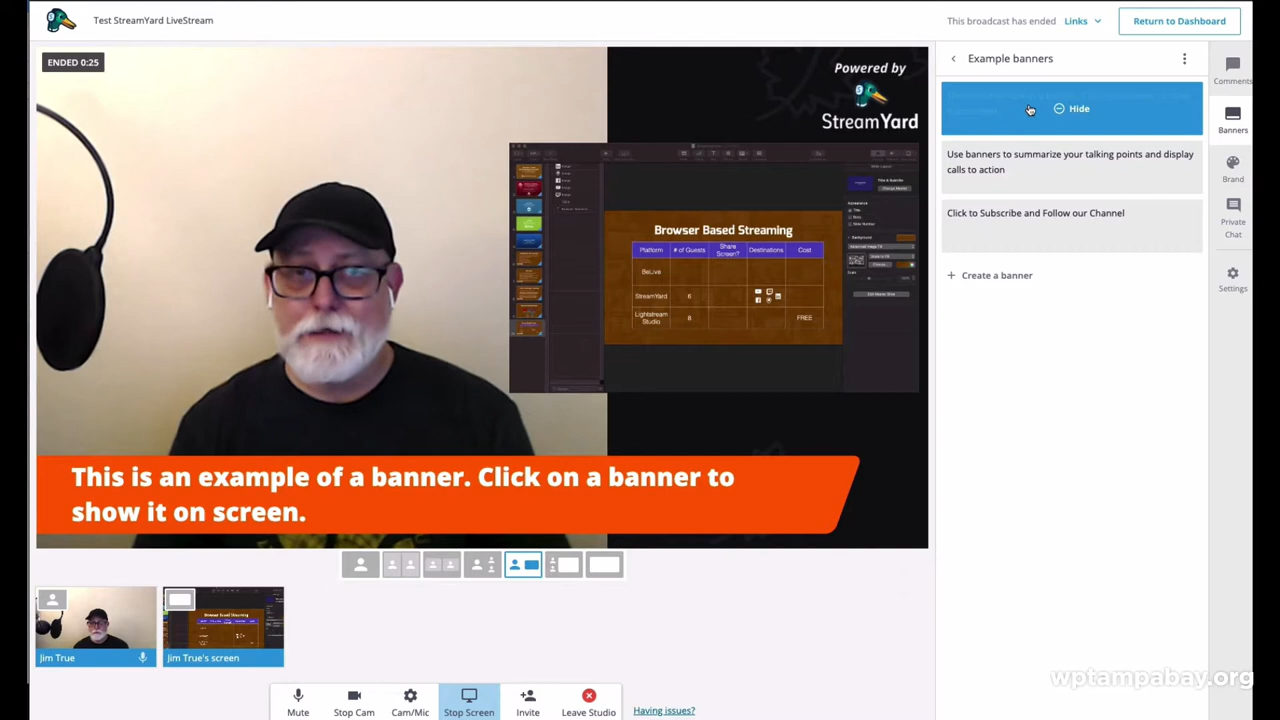 Test StreamYard LiveStream
This broadcast has ended Links
Return to Dashboard
ENDED 0:25
Powered by
StreamYard
Example banners
Hide
Use banners to summarize your talking points and display
calls to action
Click to Subscribe and Follow our Channel
+ Create a banner
Comments
Banners
Brand
Private
Chat
Settings
Browser Based Streaming
Platform # of Guests Share Screen? Destinations Cost
BeLive
StreamYard 6
Lightstream Studio 8 FREE
This is an example of a banner. Click on a banner to
show it on screen.
Jim True
Jim True's screen
Mute
Stop Cam
Cam/Mic
Stop Screen
Invite
Leave Studio
Having issues?
wptampabay.org